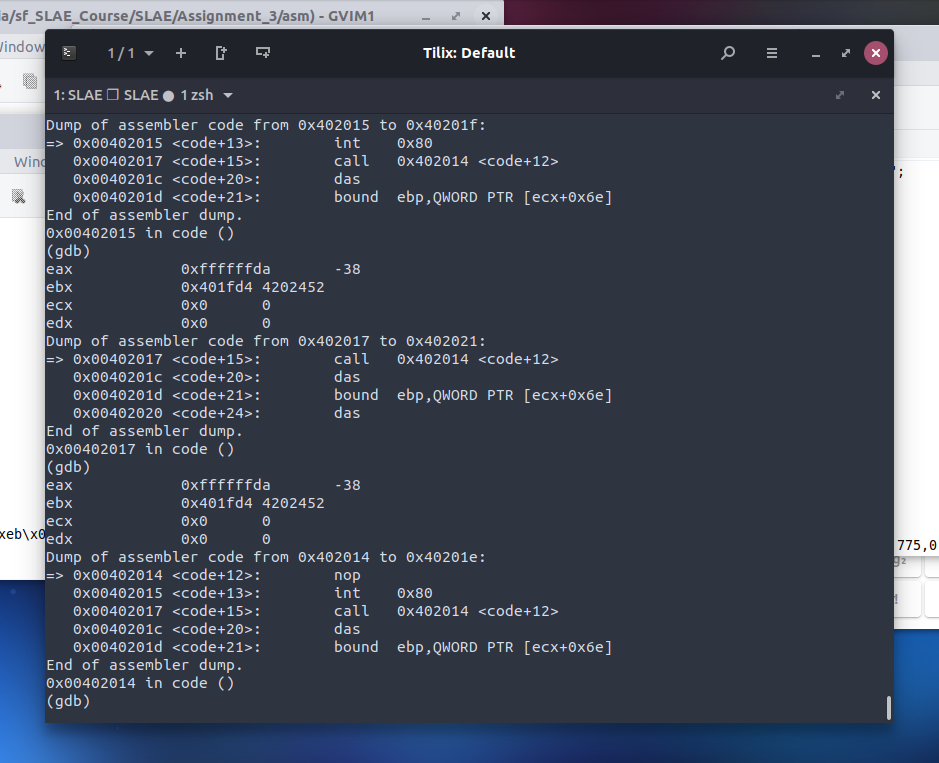 ia/sf_SLAE_Course/SLAE/Assignment_3/asm) - GVIM1
Window
Wind
1 / 1
Tilix: Default
1: SLAE ❐ SLAE ● 1 zsh
Dump of assembler code from 0x402015 to 0x40201f:
=> 0x00402015 <code+13>:        int    0x80
   0x00402017 <code+15>:        call   0x402014 <code+12>
   0x0040201c <code+20>:        das
   0x0040201d <code+21>:        bound  ebp,QWORD PTR [ecx+0x6e]
End of assembler dump.
0x00402015 in code ()
(gdb)
eax            0xffffffda       -38
ebx            0x401fd4 4202452
ecx            0x0      0
edx            0x0      0
Dump of assembler code from 0x402017 to 0x402021:
=> 0x00402017 <code+15>:        call   0x402014 <code+12>
   0x0040201c <code+20>:        das
   0x0040201d <code+21>:        bound  ebp,QWORD PTR [ecx+0x6e]
   0x00402020 <code+24>:        das
End of assembler dump.
0x00402017 in code ()
(gdb)
eax            0xffffffda       -38
ebx            0x401fd4 4202452
ecx            0x0      0
edx            0x0      0
Dump of assembler code from 0x402014 to 0x40201e:
=> 0x00402014 <code+12>:        nop
   0x00402015 <code+13>:        int    0x80
   0x00402017 <code+15>:        call   0x402014 <code+12>
   0x0040201c <code+20>:        das
   0x0040201d <code+21>:        bound  ebp,QWORD PTR [ecx+0x6e]
End of assembler dump.
0x00402014 in code ()
(gdb)
";
xeb\x0
775,0